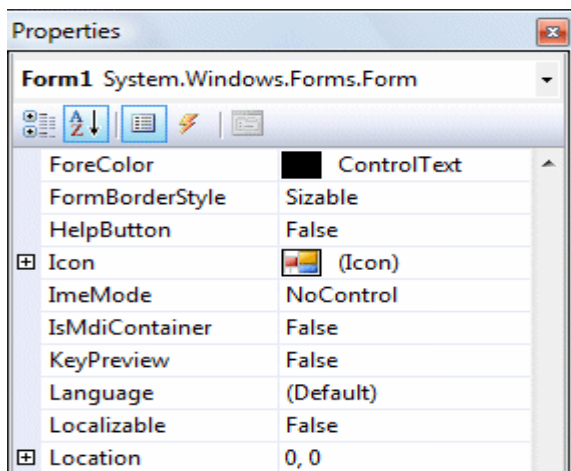 Properties
Form1 System.Windows.Forms.Form
ForeColor ControlText
FormBorderStyle Sizable
HelpButton False
Icon (Icon)
ImeMode NoControl
IsMdiContainer False
KeyPreview False
Language (Default)
Localizable False
Location 0, 0